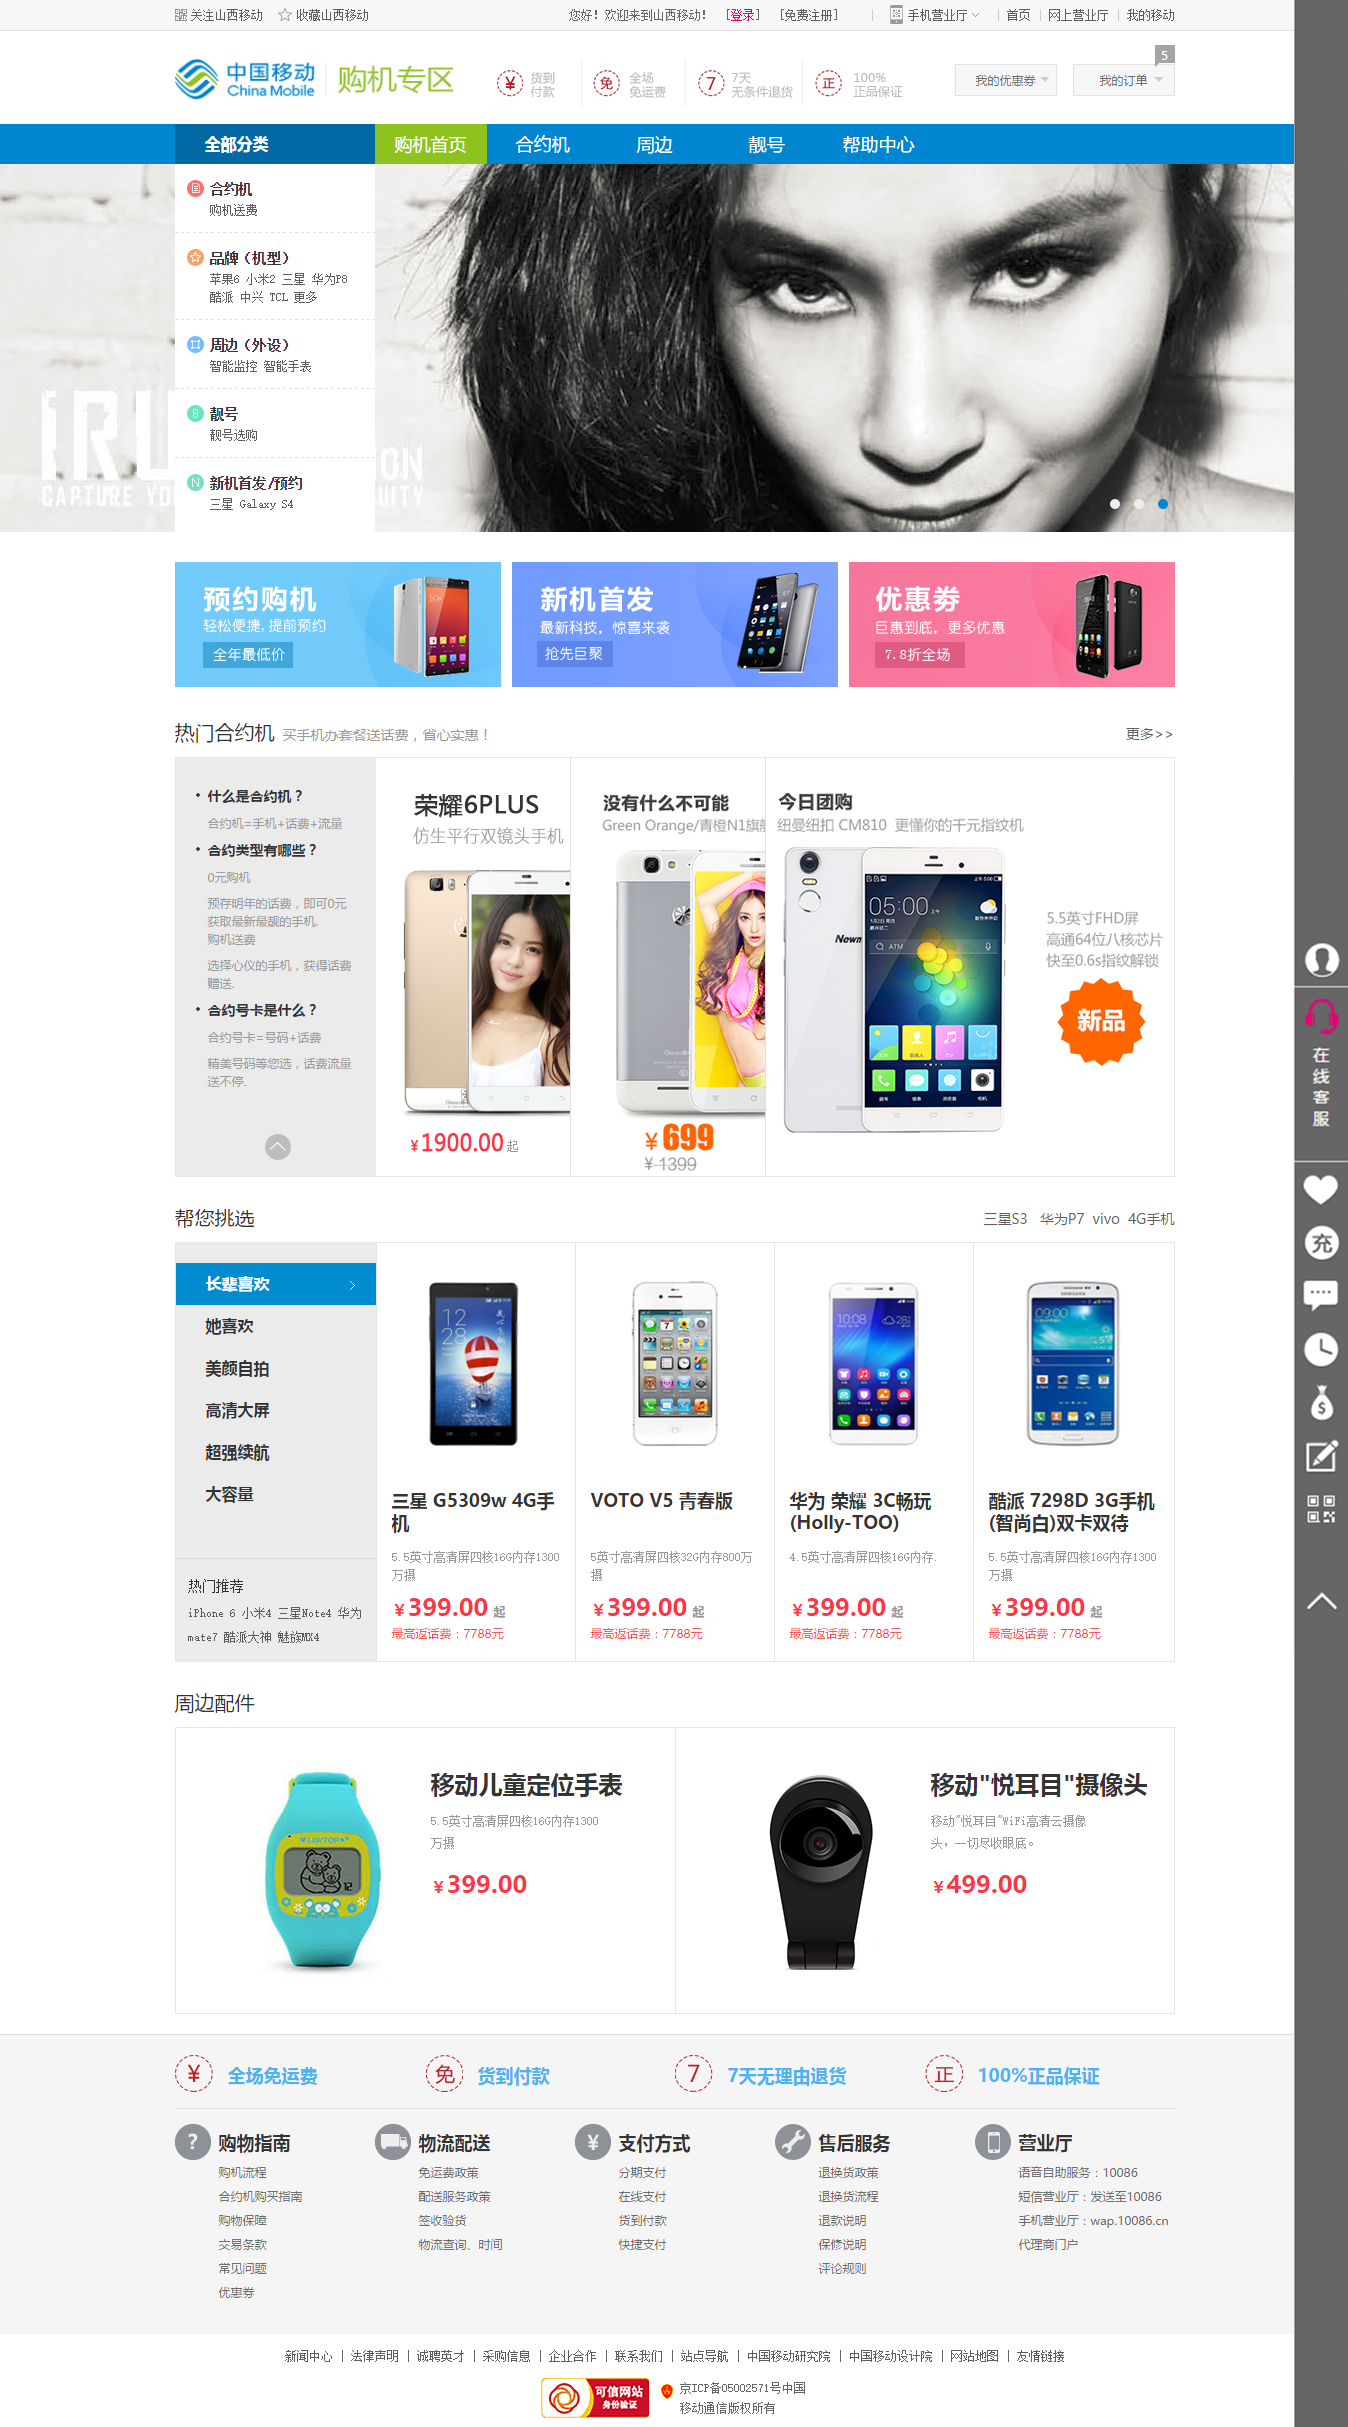 关注山西移动 收藏山西移动 您好！欢迎来到山西移动！ [登录] [免费注册] 手机营业厅 首页 网上营业厅 我的移动
中国移动 China Mobile 购机专区
¥ 货到付款
免 全场免运费
7 7天无条件退货
正 100%正品保证
我的优惠券 我的订单 5
全部分类 购机首页 合约机 周边 靓号 帮助中心
合约机
购机送费
品牌（机型）
苹果6 小米2 三星 华为P8
酷派 中兴 TCL 更多
周边（外设）
智能监控 智能手表
8 靓号
靓号选购
N 新机首发/预约
三星 Galaxy S4
预约购机
轻松便捷,提前预约
全年最低价
新机首发
最新科技，惊喜来袭
抢先巨聚
优惠劵
巨惠到底，更多优惠
7.8折全场
热门合约机 买手机办套餐送话费，省心实惠！ 更多>>
什么是合约机？
合约机=手机+话费+流量
合约类型有哪些？
0元购机
预存明年的话费，即可0元
获取最新最靓的手机.
购机送费
选择心仪的手机，获得话费
赠送.
合约号卡是什么？
合约号卡=号码+话费
精美号码等您选，话费流量
送不停.
荣耀6PLUS
仿生平行双镜头手机
¥1900.00 起
没有什么不可能
Green Orange/青橙N1旗舰
¥699
¥ 1399
今日团购
纽曼纽扣 CM810 更懂你的千元指纹机
05:00
5.5英寸FHD屏
高通64位八核芯片
快至0.6s指纹解锁
新品
在线客服
充
帮您挑选 三星S3 华为P7 vivo 4G手机
长辈喜欢
她喜欢
美颜自拍
高清大屏
超强续航
大容量
热门推荐
iPhone 6 小米4 三星Note4 华为
mate7 酷派大神 魅族MX4
三星 G5309w 4G手
机
5.5英寸高清屏四核16G内存1300
万摄
¥399.00 起
最高返话费：7788元
VOTO V5 青春版
5英寸高清屏四核32G内存800万
摄
¥399.00 起
最高返话费：7788元
华为 荣耀 3C畅玩
(Holly-TOO)
4.5英寸高清屏四核16G内存.
¥399.00 起
最高返话费：7788元
酷派 7298D 3G手机
(智尚白)双卡双待
5.5英寸高清屏四核16G内存1300
万摄
¥399.00 起
最高返话费：7788元
周边配件
移动儿童定位手表
5.5英寸高清屏四核16G内存1300
万摄
¥399.00
移动"悦耳目"摄像头
移动"悦耳目"WiFi高清云摄像
头，一切尽收眼底。
¥499.00
¥ 全场免运费 免 货到付款 7 7天无理由退货 正 100%正品保证
购物指南
购机流程
合约机购买指南
购物保障
交易条款
常见问题
优惠券
物流配送
免运费政策
配送服务政策
签收验货
物流查询、时间
支付方式
分期支付
在线支付
货到付款
快捷支付
售后服务
退换货政策
退换货流程
退款说明
保修说明
评论规则
营业厅
语音自助服务：10086
短信营业厅：发送至10086
手机营业厅：wap.10086.cn
代理商门户
新闻中心 | 法律声明 | 诚聘英才 | 采购信息 | 企业合作 | 联系我们 | 站点导航 | 中国移动研究院 | 中国移动设计院 | 网站地图 | 友情链接
可信网站
身份验证
京ICP备05002571号中国
移动通信版权所有